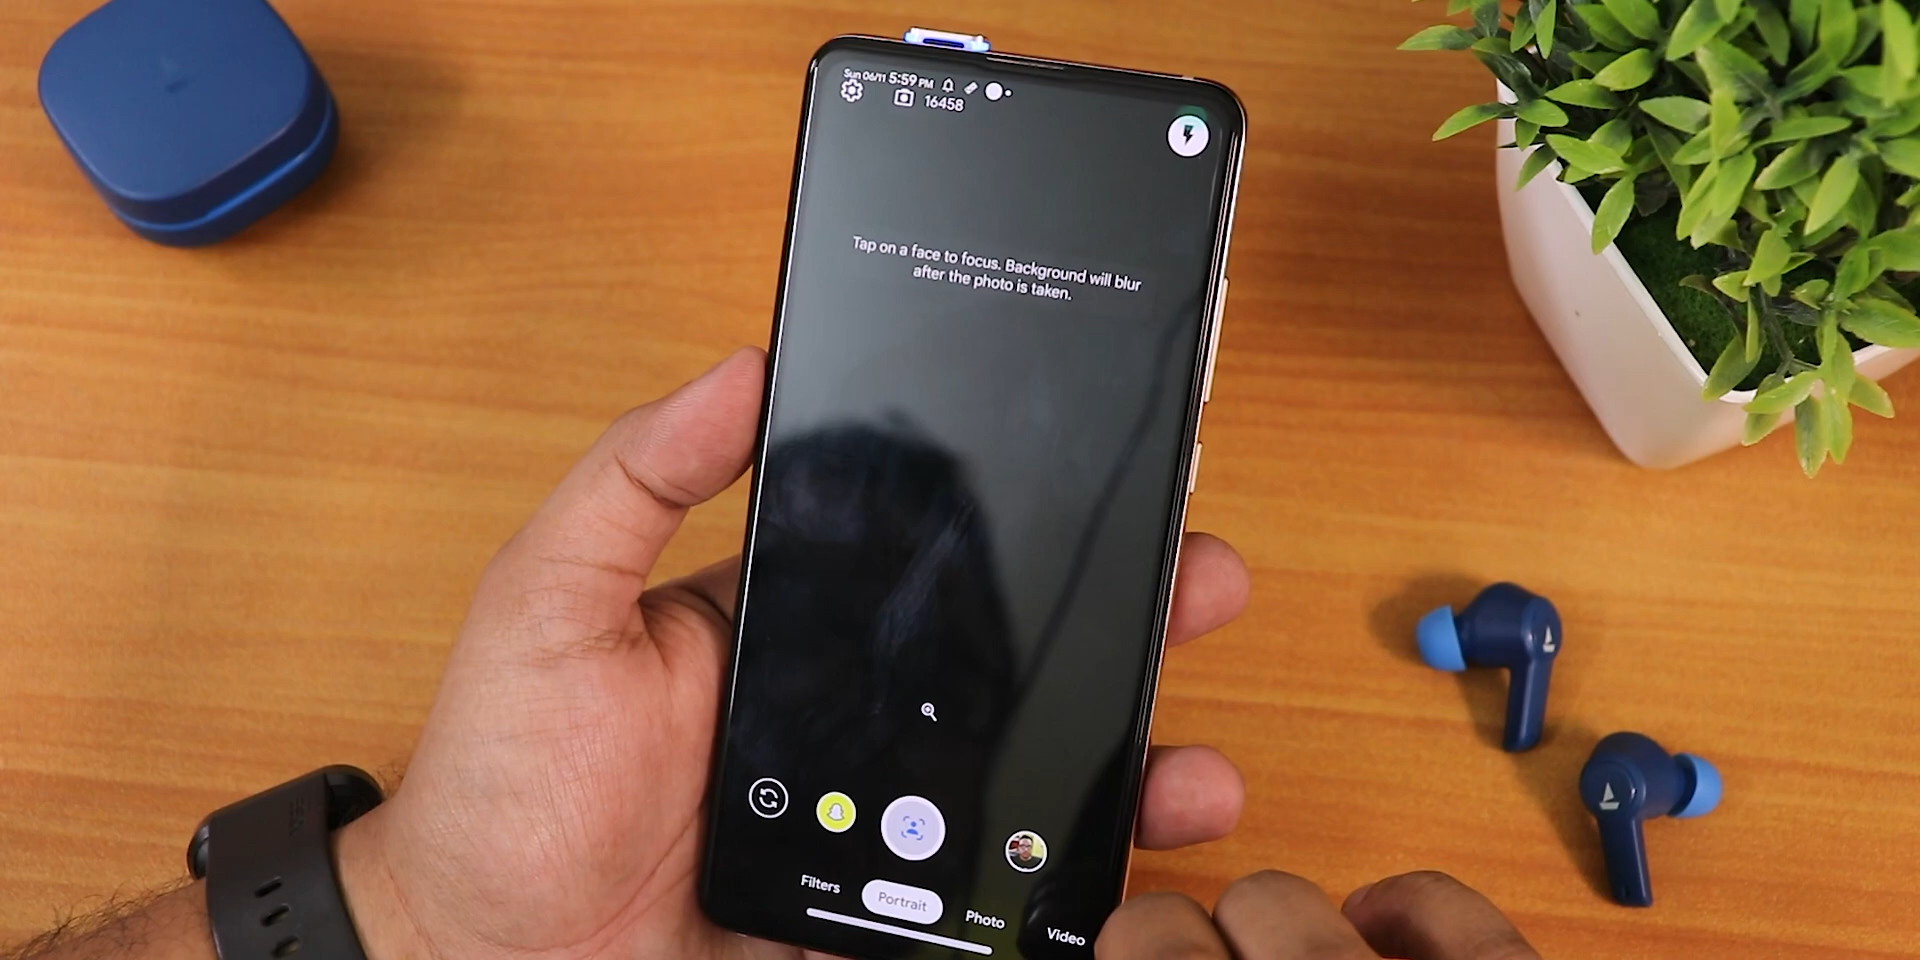 Sun 06/11 5:59 PM
16458
Tap on a face to focus. Background will blur
after the photo is taken.
Filters
Portrait
Photo
Video